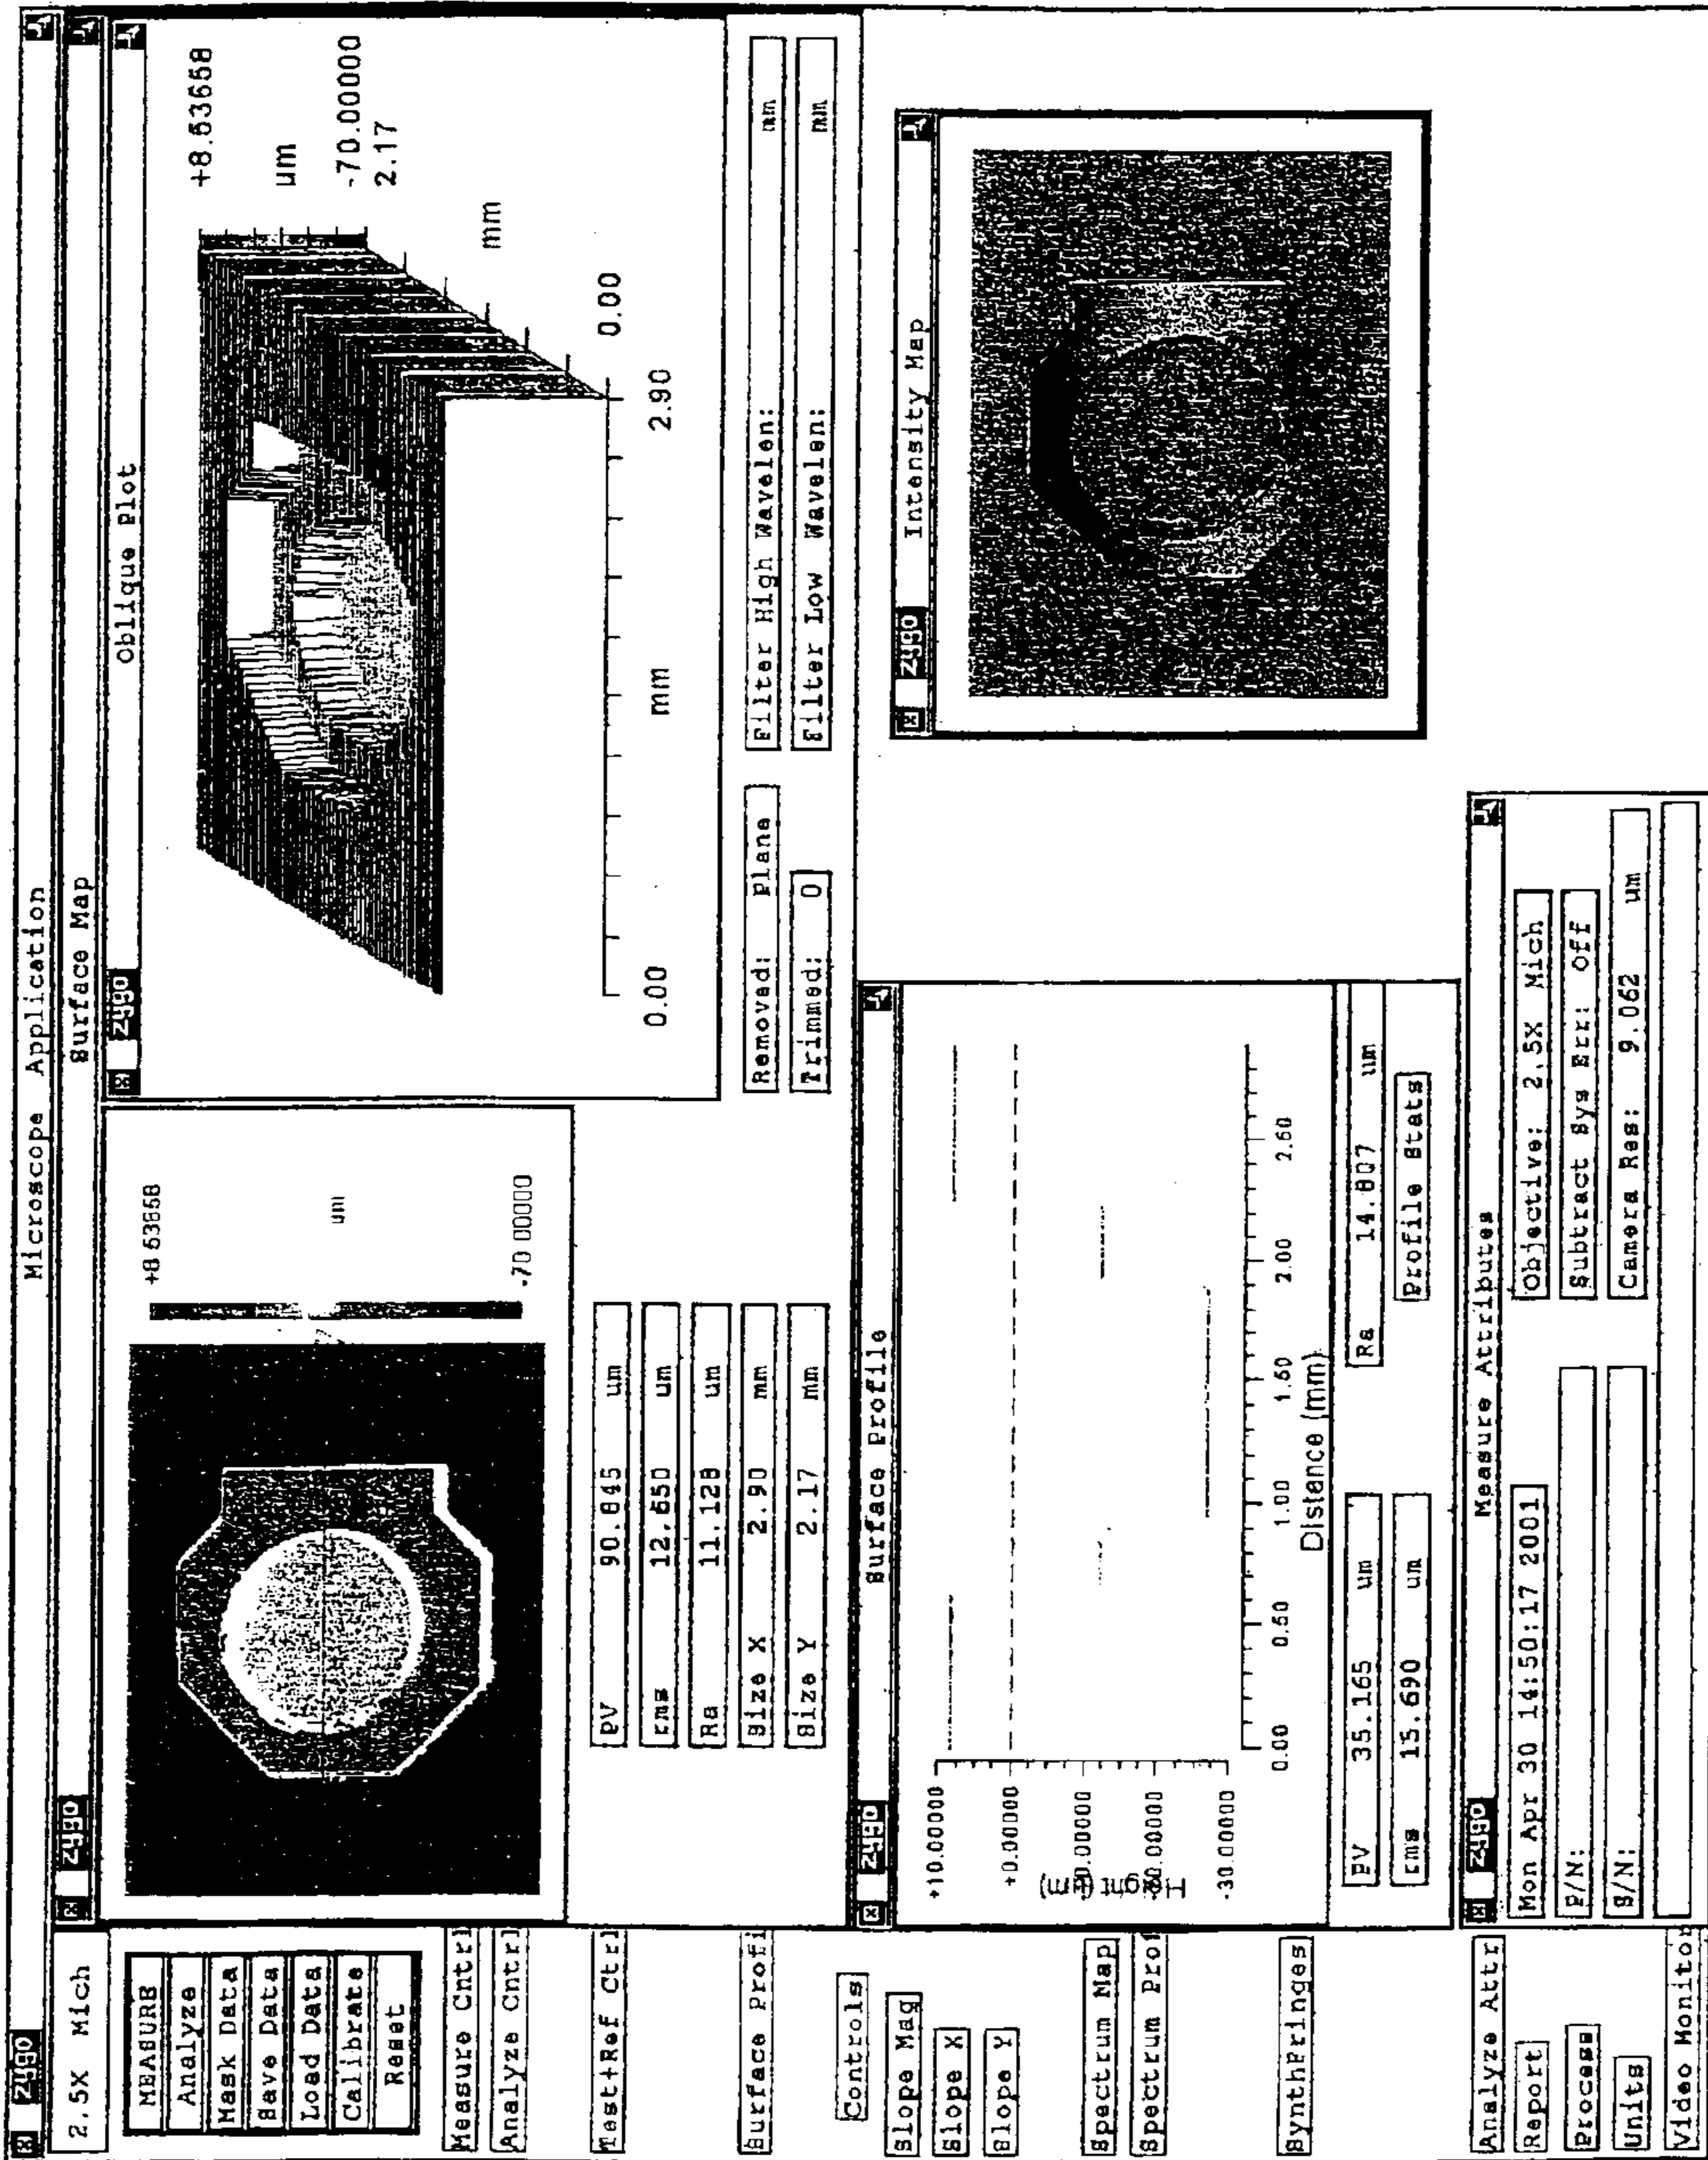 zygo Microscope Application
2.5X Mich
MEASURE
Analyze
Mask Data
Save Data
Load Data
Calibrate
Reset
Measure Cntrl
Analyze Cntrl
Test+Ref Ctrl
Surface Profi
Controls
Slope Mag
Slope X
Slope Y
Spectrum Map
Spectrum Pro
SynthFringes
Analyze Attr
Report
Process
Units
Video Monitor
zygo Surface Map
+8.53658
um
-70.00000
PV 90.845 um
rms 12.650 um
Ra 11.128 um
Size X 2.90 mm
Size Y 2.17 mm
zygo Oblique Plot
+8.53658
µm
-70.00000
2.17
mm
0.00
0.00 mm 2.90
Removed: Plane
Trimmed: 0
Filter High Wavelen: mm
Filter Low Wavelen: mm
zygo Surface Profile
+10.00000
+0.00000
-30.00000
0.00 0.50 1.00 1.50 2.00 2.50
Distance (mm)
PV 35.165 um
rms 15.690 um
Ra 14.807 um
Profile Stats
zygo Intensity Map
zygo Measure Attributes
Mon Apr 30 14:50:17 2001
P/N:
S/N:
Objective: 2.5X Mich
Subtract Sys Err: Off
Camera Res: 9.062 um